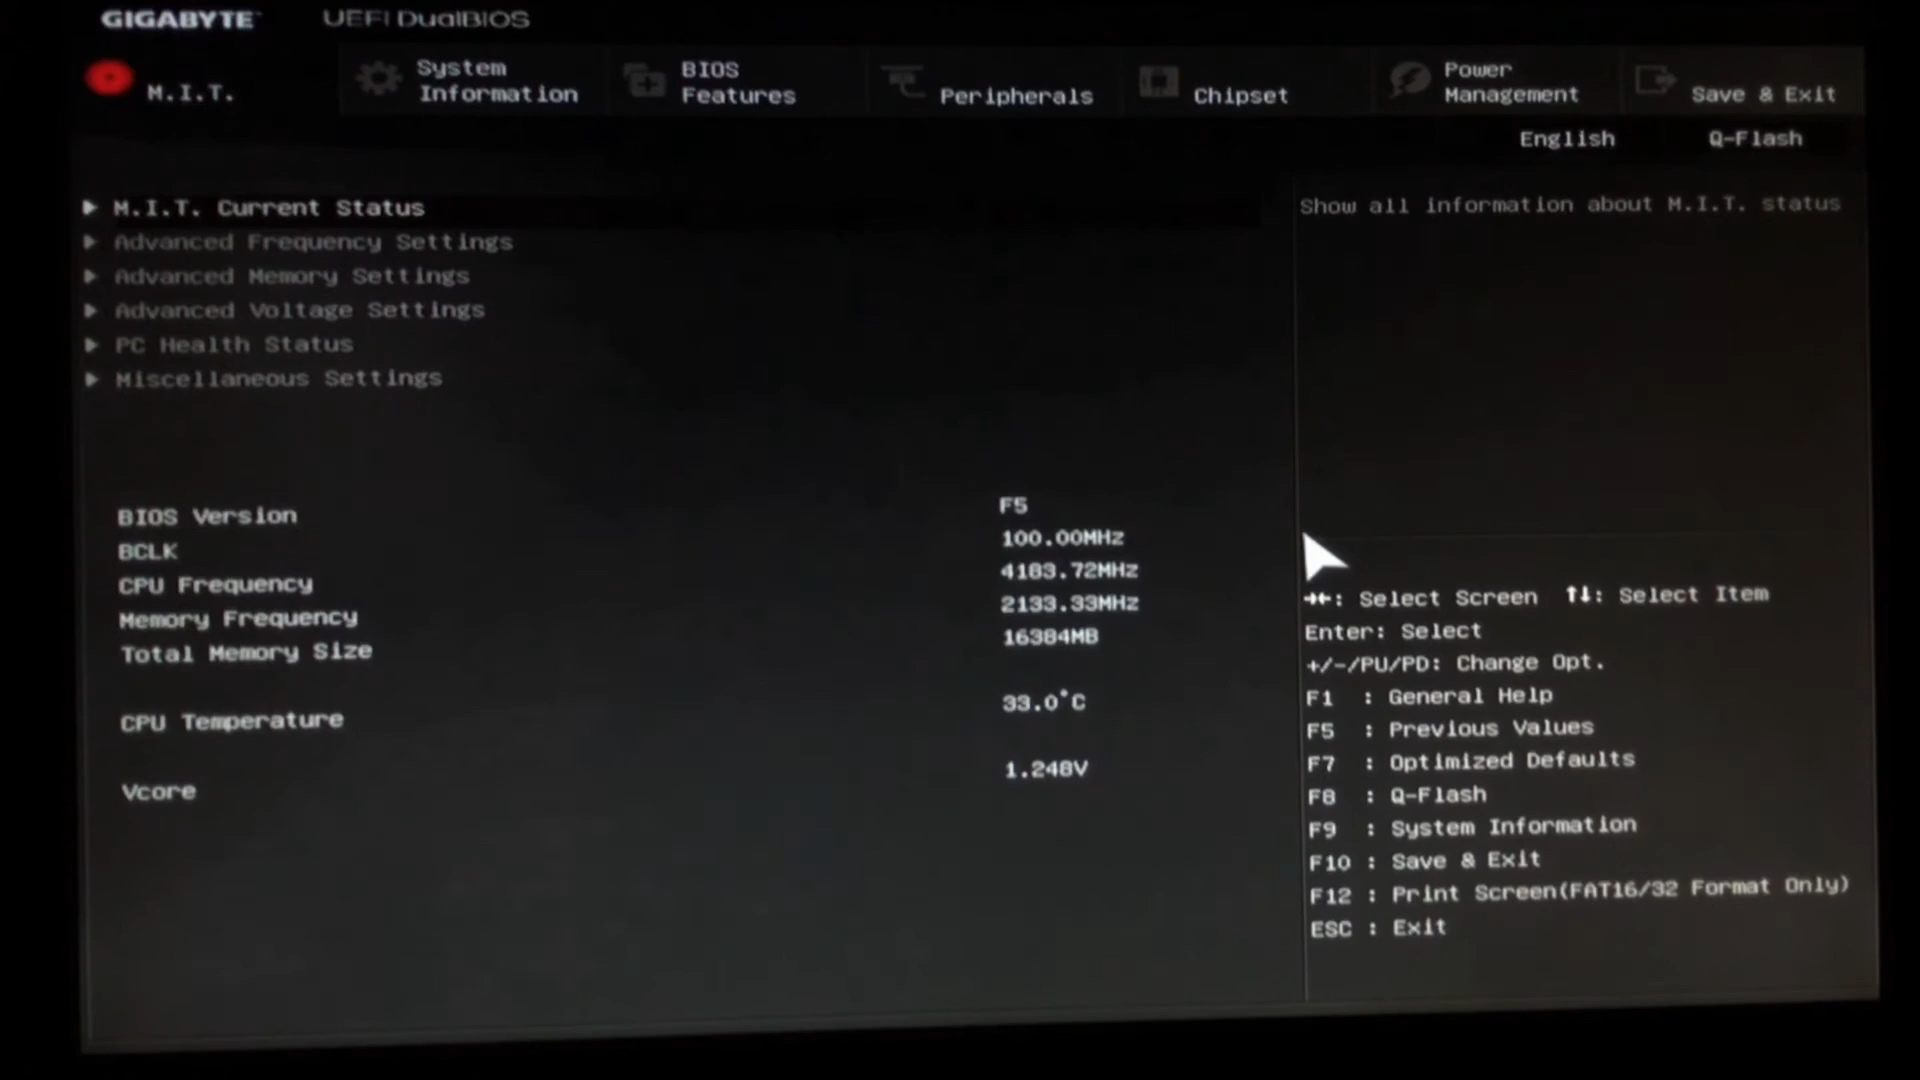 GIGABYTE UEFI DualBIOS
M.I.T.
System Information
BIOS Features
Peripherals
Chipset
Power Management
Save & Exit
English Q-Flash
M.I.T. Current Status
Advanced Frequency Settings
Advanced Memory Settings
Advanced Voltage Settings
PC Health Status
Miscellaneous Settings
Show all information about M.I.T. status
BIOS Version F5
BCLK 100.00MHz
CPU Frequency 4183.72MHz
Memory Frequency 2133.33MHz
Total Memory Size 16384MB
CPU Temperature 33.0°C
Vcore 1.248V
→←: Select Screen ↑↓: Select Item
Enter: Select
+/-/PU/PD: Change Opt.
F1 : General Help
F5 : Previous Values
F7 : Optimized Defaults
F8 : Q-Flash
F9 : System Information
F10 : Save & Exit
F12 : Print Screen(FAT16/32 Format Only)
ESC : Exit